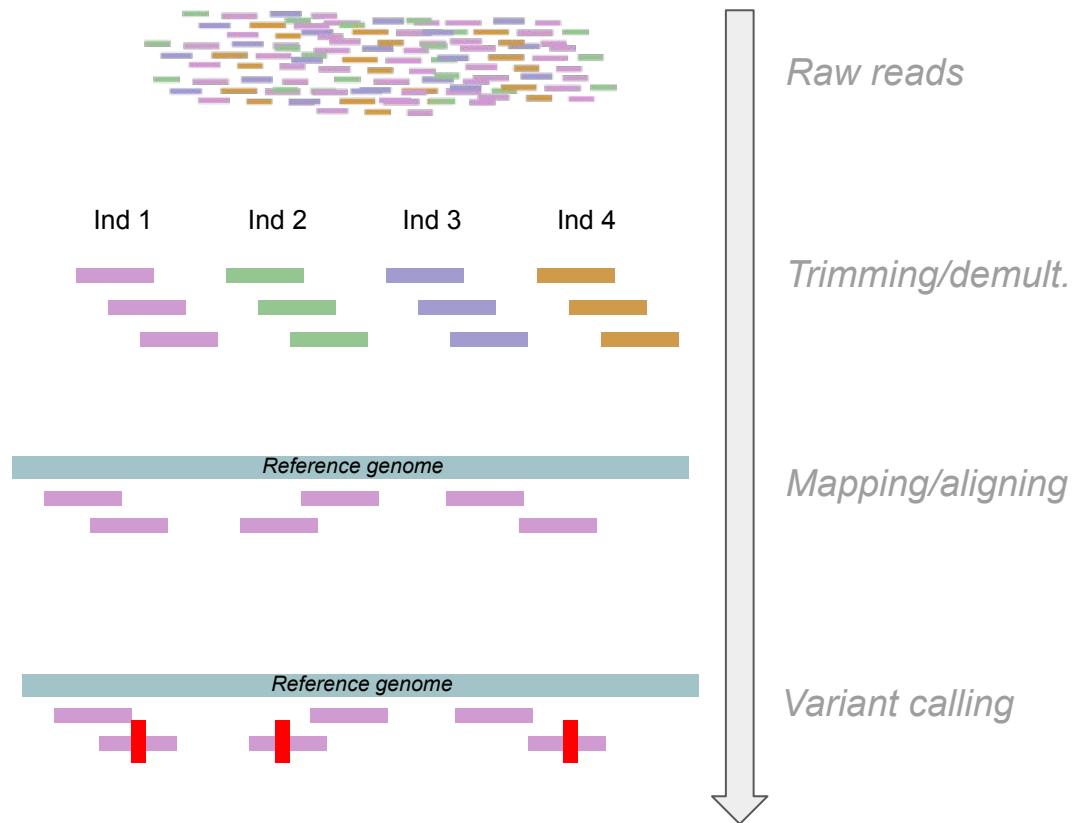 Raw reads
Ind 1 Ind 2 Ind 3 Ind 4
Trimming/demult.
Reference genome
Mapping/aligning
Reference genome
Variant calling